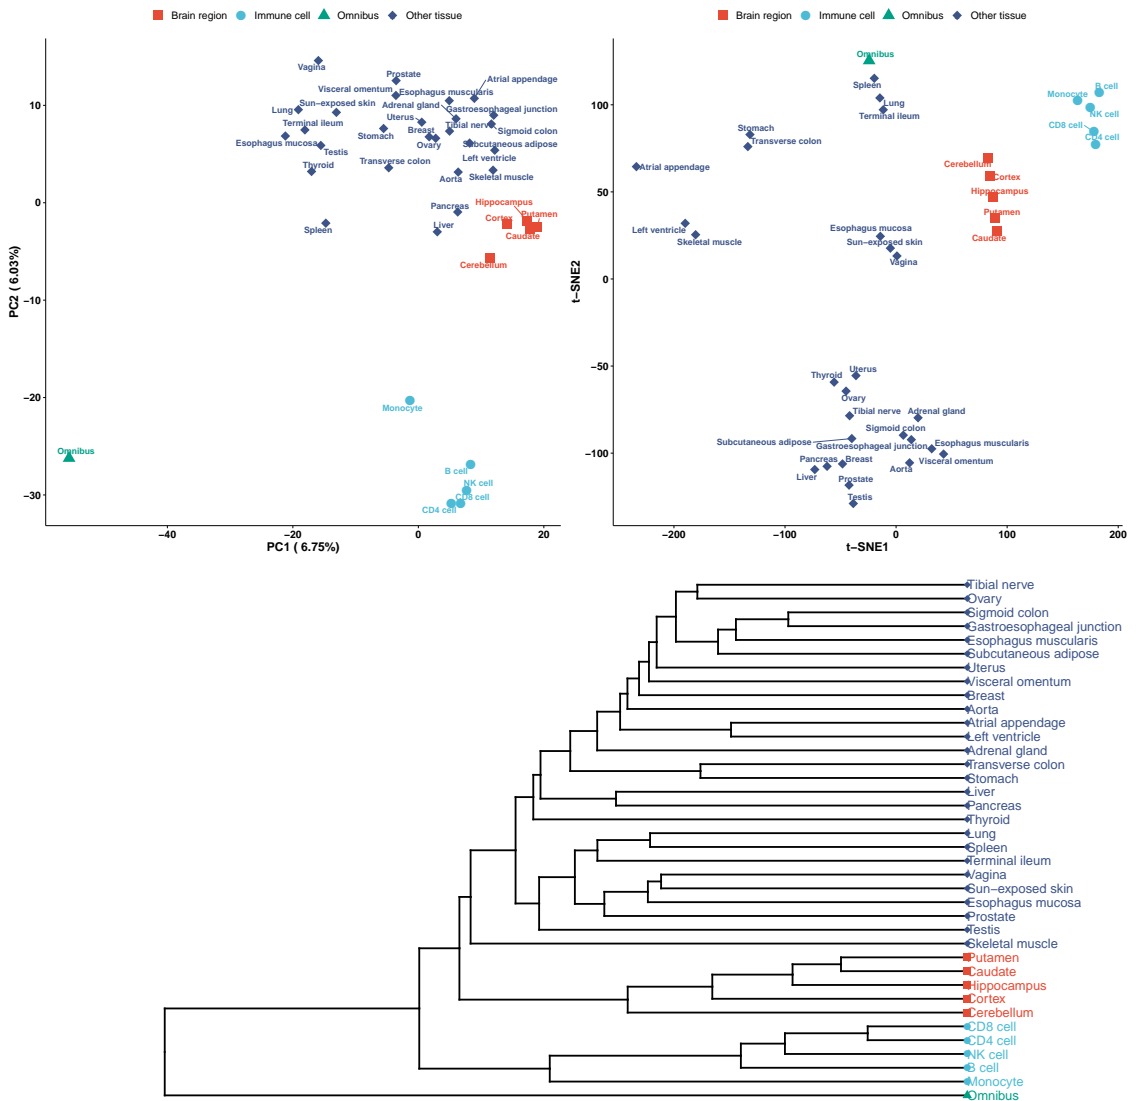 Brain region Immune cell Omnibus Other tissue
10
0
−10
−20
−30
−40
−20
0
20
PC1 ( 6.75%)
PC2 ( 6.03%)
Vagina
Prostate
Atrial appendage
Visceral omentum
Esophagus muscularis
Sun−exposed skin
Adrenal gland
Lung
Gastroesophageal junction
Uterus
Terminal ileum
Breast
Tibial nerve
Sigmoid colon
Stomach
Esophagus mucosa
Ovary
Subcutaneous adipose
Testis
Left ventricle
Thyroid
Transverse colon
Aorta
Skeletal muscle
Pancreas
Hippocampus
Spleen
Liver
Cortex
Putamen
Caudate
Cerebellum
Monocyte
Omnibus
B cell
NK cell
CD8 cell
CD4 cell
Brain region Immune cell Omnibus Other tissue
100
50
0
−50
−100
−200
−100
0
100
200
t−SNE1
t−SNE2
Omnibus
Spleen
Lung
Terminal ileum
B cell
Monocyte
NK cell
CD8 cell
CD4 cell
Stomach
Transverse colon
Atrial appendage
Cerebellum
Cortex
Hippocampus
Putamen
Caudate
Left ventricle
Skeletal muscle
Esophagus mucosa
Sun−exposed skin
Vagina
Thyroid
Uterus
Ovary
Tibial nerve
Adrenal gland
Sigmoid colon
Subcutaneous adipose
Gastroesophageal junction
Esophagus muscularis
Pancreas
Breast
Visceral omentum
Liver
Aorta
Prostate
Testis
Tibial nerve
Ovary
Sigmoid colon
Gastroesophageal junction
Esophagus muscularis
Subcutaneous adipose
Uterus
Visceral omentum
Breast
Aorta
Atrial appendage
Left ventricle
Adrenal gland
Transverse colon
Stomach
Liver
Pancreas
Thyroid
Lung
Spleen
Terminal ileum
Vagina
Sun−exposed skin
Esophagus mucosa
Prostate
Testis
Skeletal muscle
Putamen
Caudate
Hippocampus
Cortex
Cerebellum
CD8 cell
CD4 cell
NK cell
B cell
Monocyte
Omnibus